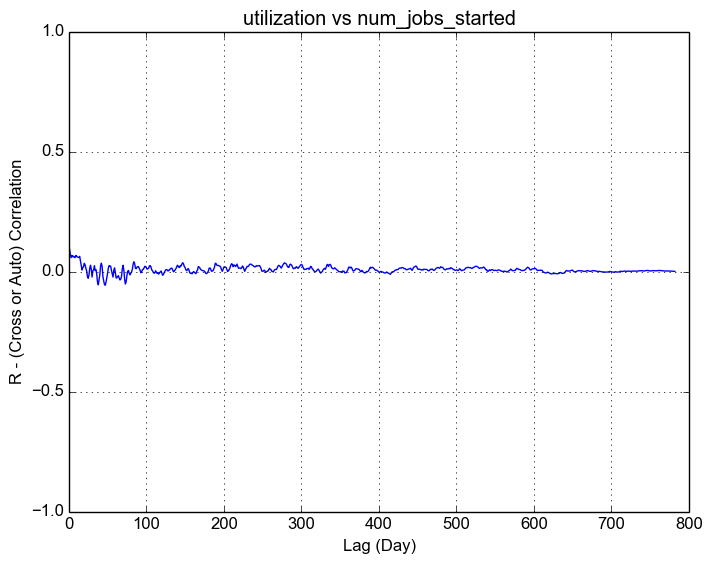 utilization vs num_jobs_started
1.0
0.5
0.0
−0.5
−1.0
R - (Cross or Auto) Correlation
0 100 200 300 400 500 600 700 800
Lag (Day)